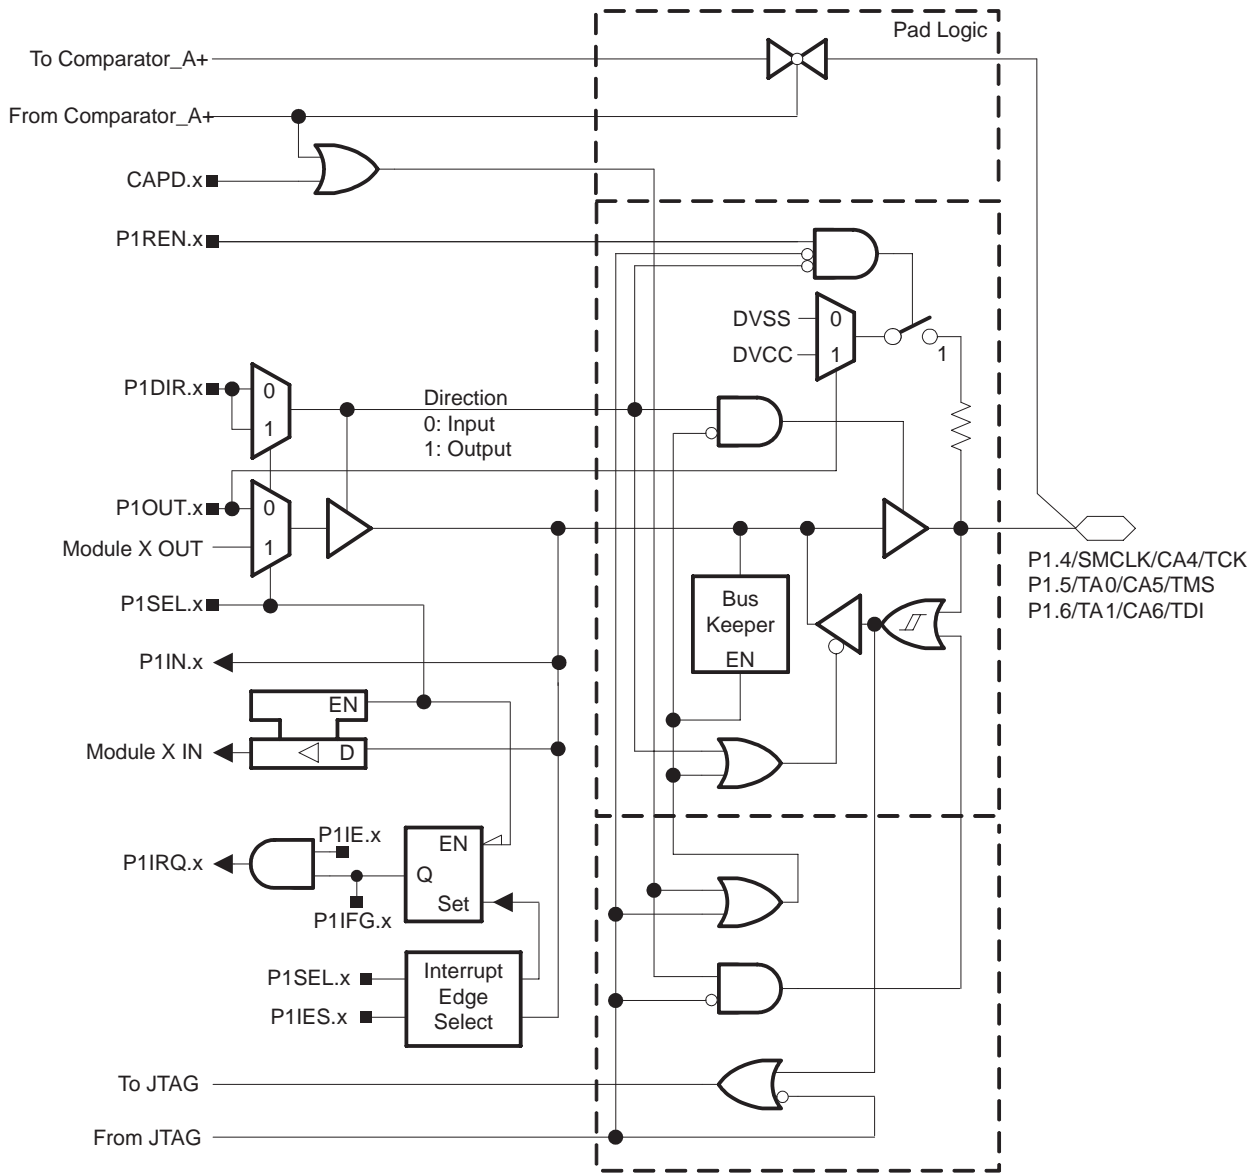 Pad Logic
To Comparator_A+
From Comparator_A+
CAPD.x
P1REN.x
DVSS
0
DVCC
1
1
P1DIR.x
0
1
Direction
0: Input
1: Output
P1OUT.x
0
Module X OUT
1
P1.4/SMCLK/CA4/TCK
P1.5/TA0/CA5/TMS
P1.6/TA1/CA6/TDI
P1SEL.x
Bus
Keeper
EN
P1IN.x
EN
Module X IN
D
P1IE.x
P1IRQ.x
EN
Q
Set
P1IFG.x
P1SEL.x
P1IES.x
Interrupt
Edge
Select
To JTAG
From JTAG